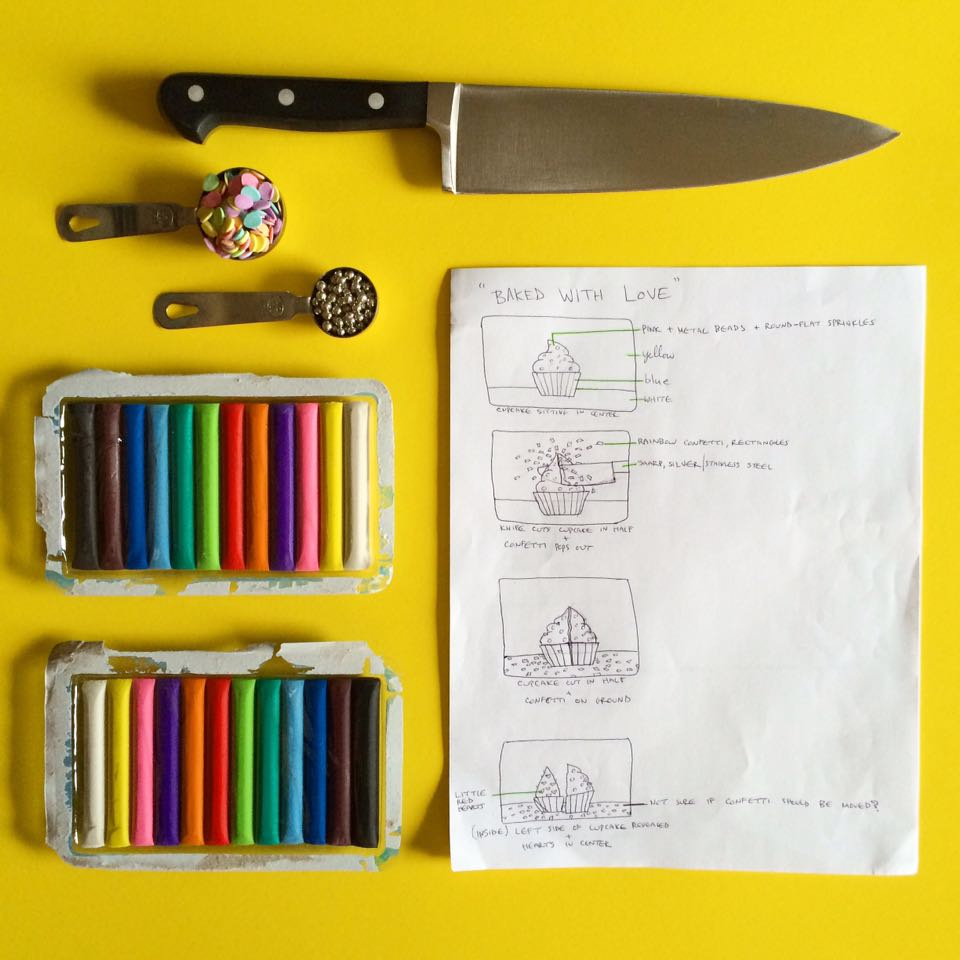 "BAKED WITH LOVE"
PINK + METAL BEADS + ROUND-FLAT SPRINKLES
yellow
blue
WHITE
CUPCAKE SITTING IN CENTER
RAINBOW CONFETTI, RECTANGLES
SHARP, SILVER/STAINLESS STEEL
KNIFE CUTS CUPCAKE IN HALF
+
CONFETTI POPS OUT
CUPCAKE CUT IN HALF
+
CONFETTI ON GROUND
LITTLE
RED
HEARTS
NOT SURE IF CONFETTI SHOULD BE MOVED?
(INSIDE) LEFT SIDE OF CUPCAKE REVEALED
+
HEARTS IN CENTER